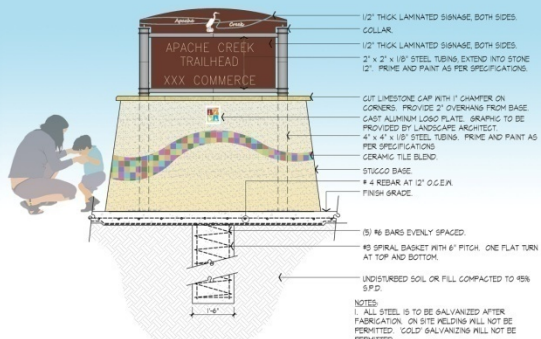 Apache Creek
APACHE CREEK
TRAILHEAD
XXX COMMERCE
1/2" THICK LAMINATED SIGNAGE, BOTH SIDES.
COLLAR.
1/2" THICK LAMINATED SIGNAGE, BOTH SIDES.
2" x 2" x 1/8" STEEL TUBING, EXTEND INTO STONE
12". PRIME AND PAINT AS PER SPECIFICATIONS.
CUT LIMESTONE CAP WITH 1" CHAMFER ON
CORNERS. PROVIDE 2" OVERHANG FROM BASE.
CAST ALUMINUM LOGO PLATE. GRAPHIC TO BE
PROVIDED BY LANDSCAPE ARCHITECT.
4" x 4" x 1/8" STEEL TUBING. PRIME AND PAINT AS
PER SPECIFICATIONS
CERAMIC TILE BLEND.
STUCCO BASE.
# 4 REBAR AT 12" O.C.E.W.
FINISH GRADE.
(5) #6 BARS EVENLY SPACED.
#3 SPIRAL BASKET WITH 6" PITCH. ONE FLAT TURN
AT TOP AND BOTTOM.
UNDISTURBED SOIL OR FILL COMPACTED TO 95%
S.P.D.
1'-6"
NOTES:
1. ALL STEEL IS TO BE GALVANIZED AFTER
FABRICATION. ON SITE WELDING WILL NOT BE
PERMITTED. 'COLD' GALVANIZING WILL NOT BE
PERMITTED.